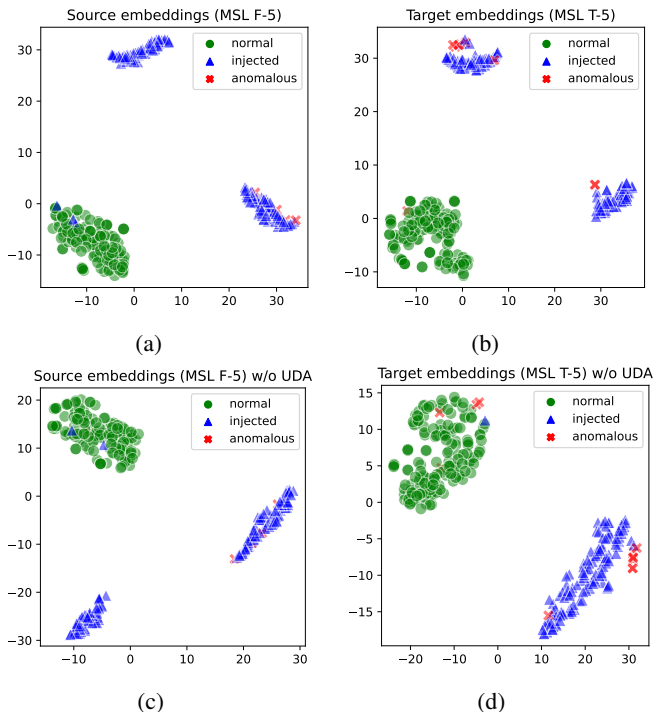 Source embeddings (MSL F-5)
normal
injected
anomalous
30
20
10
0
−10
−10
0
10
20
30
(a)
Target embeddings (MSL T-5)
normal
injected
anomalous
30
20
10
0
−10
−10
0
10
20
30
(b)
Source embeddings (MSL F-5) w/o UDA
normal
injected
anomalous
20
10
0
−10
−20
−30
−10
0
10
20
30
(c)
Target embeddings (MSL T-5) w/o UDA
normal
injected
anomalous
15
10
5
0
−5
−10
−15
−20
−10
0
10
20
30
(d)